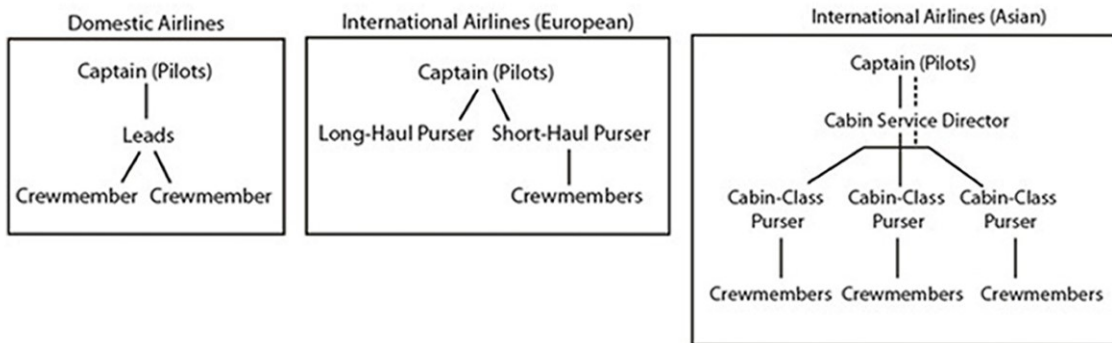 Domestic Airlines
Captain (Pilots)
Leads
Crewmember Crewmember
International Airlines (European)
Captain (Pilots)
Long-Haul Purser Short-Haul Purser
Crewmembers
International Airlines (Asian)
Captain (Pilots)
Cabin Service Director
Cabin-Class Cabin-Class Cabin-Class
Purser Purser Purser
Crewmembers Crewmembers Crewmembers